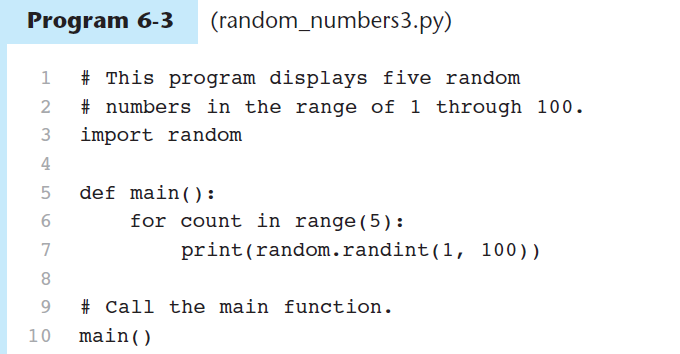 Program 6-3 (random_numbers3.py)
1 # This program displays five random
2 # numbers in the range of 1 through 100.
3 import random
4
5 def main():
6     for count in range(5):
7         print(random.randint(1, 100))
8
9 # Call the main function.
10 main()